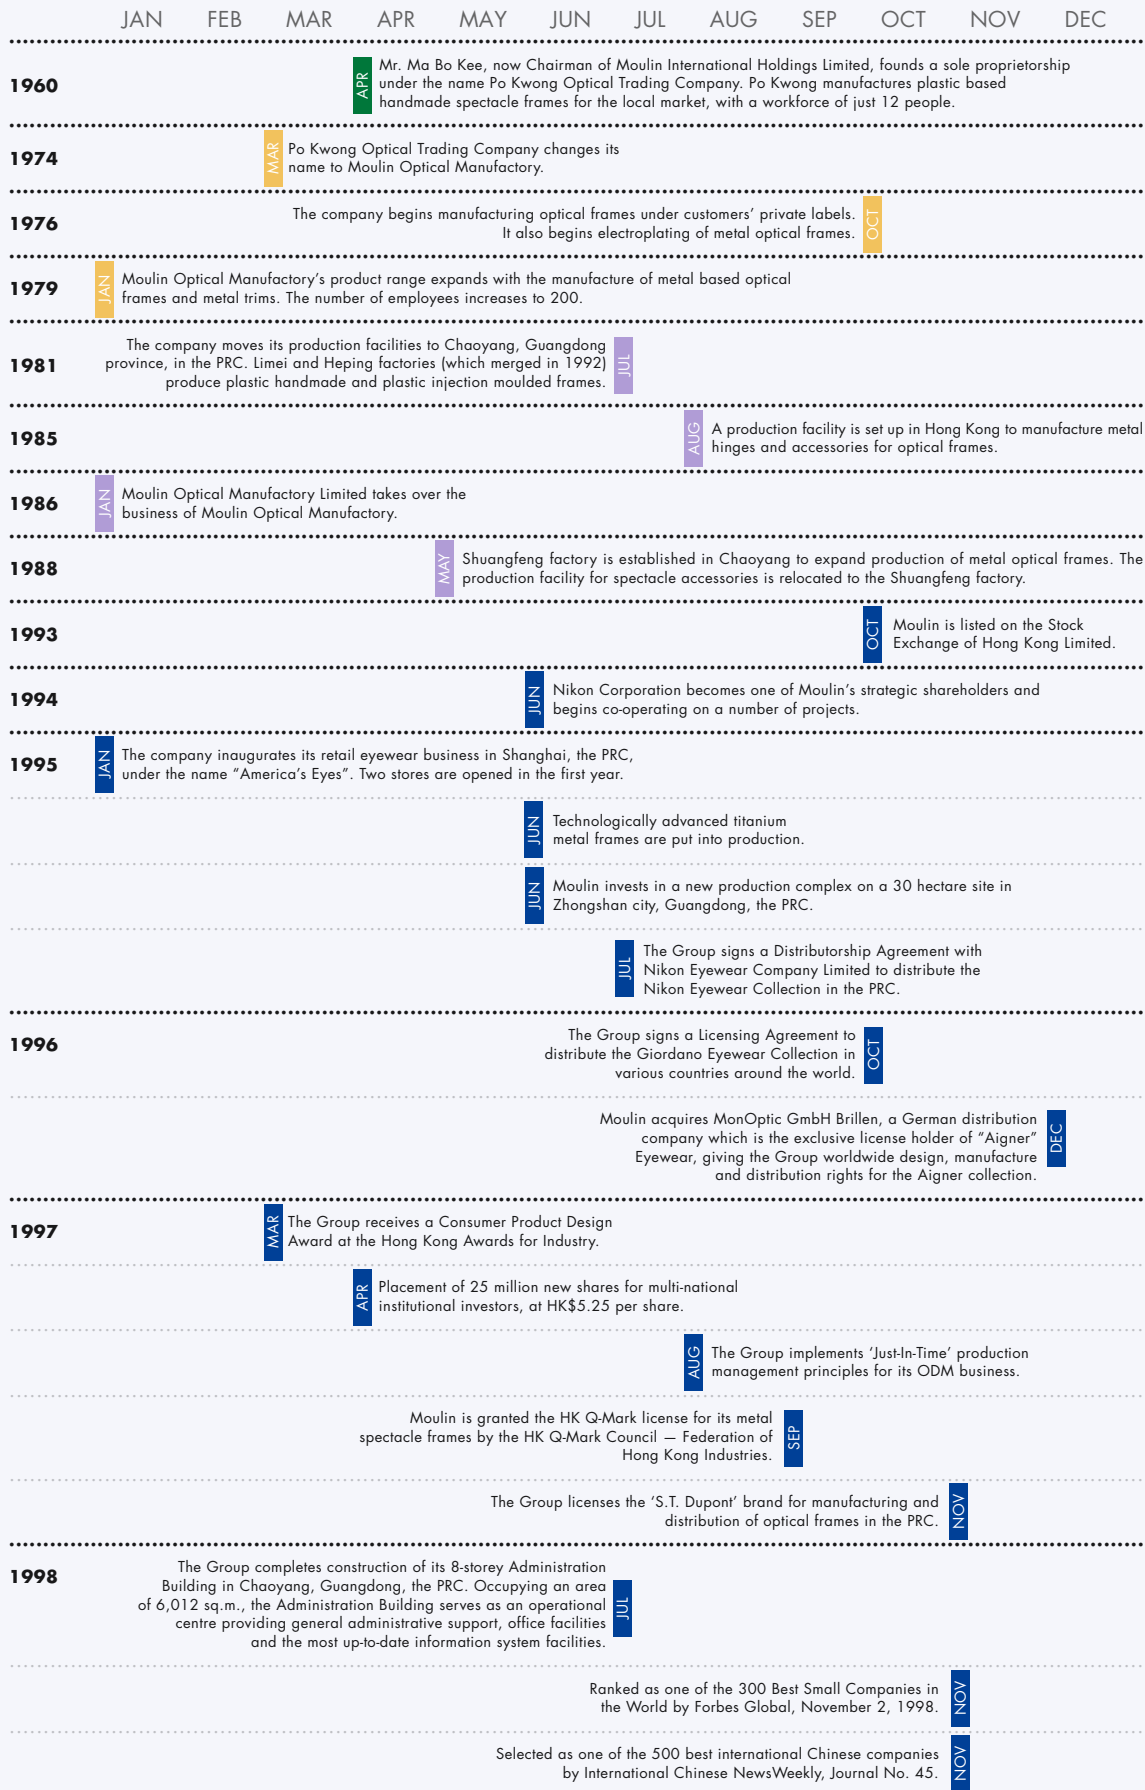 JAN FEB MAR APR MAY JUN JUL AUG SEP OCT NOV DEC
1960
APR
Mr. Ma Bo Kee, now Chairman of Moulin International Holdings Limited, founds a sole proprietorship
under the name Po Kwong Optical Trading Company. Po Kwong manufactures plastic based
handmade spectacle frames for the local market, with a workforce of just 12 people.
1974
MAR
Po Kwong Optical Trading Company changes its
name to Moulin Optical Manufactory.
1976
The company begins manufacturing optical frames under customers’ private labels.
It also begins electroplating of metal optical frames.
OCT
1979
JAN
Moulin Optical Manufactory’s product range expands with the manufacture of metal based optical
frames and metal trims. The number of employees increases to 200.
1981
The company moves its production facilities to Chaoyang, Guangdong
province, in the PRC. Limei and Heping factories (which merged in 1992)
produce plastic handmade and plastic injection moulded frames.
JUL
1985
AUG
A production facility is set up in Hong Kong to manufacture metal
hinges and accessories for optical frames.
1986
JAN
Moulin Optical Manufactory Limited takes over the
business of Moulin Optical Manufactory.
1988
MAY
Shuangfeng factory is established in Chaoyang to expand production of metal optical frames. The
production facility for spectacle accessories is relocated to the Shuangfeng factory.
1993
OCT
Moulin is listed on the Stock
Exchange of Hong Kong Limited.
1994
JUN
Nikon Corporation becomes one of Moulin’s strategic shareholders and
begins co-operating on a number of projects.
1995
JAN
The company inaugurates its retail eyewear business in Shanghai, the PRC,
under the name “America’s Eyes”. Two stores are opened in the first year.
JUN
Technologically advanced titanium
metal frames are put into production.
JUN
Moulin invests in a new production complex on a 30 hectare site in
Zhongshan city, Guangdong, the PRC.
JUL
The Group signs a Distributorship Agreement with
Nikon Eyewear Company Limited to distribute the
Nikon Eyewear Collection in the PRC.
1996
The Group signs a Licensing Agreement to
distribute the Giordano Eyewear Collection in
various countries around the world.
OCT
Moulin acquires MonOptic GmbH Brillen, a German distribution
company which is the exclusive license holder of “Aigner”
Eyewear, giving the Group worldwide design, manufacture
and distribution rights for the Aigner collection.
DEC
1997
MAR
The Group receives a Consumer Product Design
Award at the Hong Kong Awards for Industry.
APR
Placement of 25 million new shares for multi-national
institutional investors, at HK$5.25 per share.
AUG
The Group implements ‘Just-In-Time’ production
management principles for its ODM business.
Moulin is granted the HK Q-Mark license for its metal
spectacle frames by the HK Q-Mark Council — Federation of
Hong Kong Industries.
SEP
The Group licenses the ‘S.T. Dupont’ brand for manufacturing and
distribution of optical frames in the PRC.
NOV
1998
The Group completes construction of its 8-storey Administration
Building in Chaoyang, Guangdong, the PRC. Occupying an area
of 6,012 sq.m., the Administration Building serves as an operational
centre providing general administrative support, office facilities
and the most up-to-date information system facilities.
JUL
Ranked as one of the 300 Best Small Companies in
the World by Forbes Global, November 2, 1998.
NOV
Selected as one of the 500 best international Chinese companies
by International Chinese NewsWeekly, Journal No. 45.
NOV